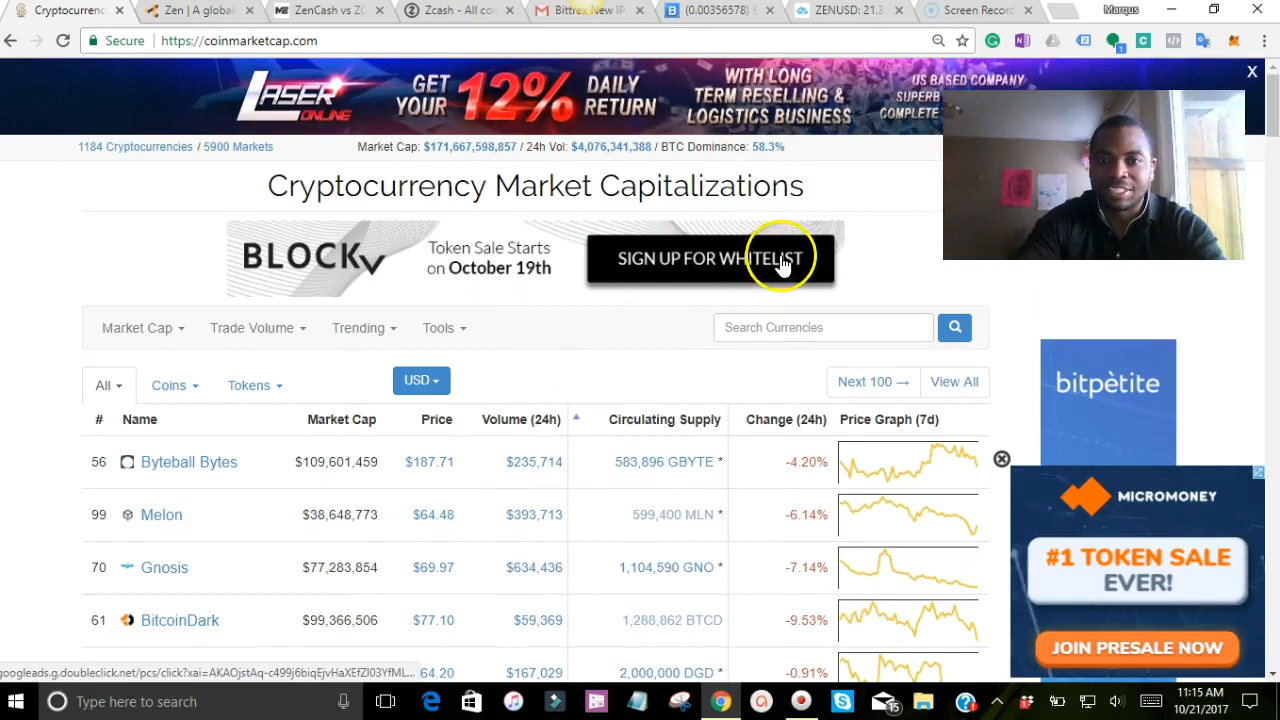 Cryptocurrency
Zen | A global
ZenCash vs ZC
Zcash - All coi
Bittrex New IP
(0.00356578) B
ZENUSD: 21.3
Screen Record
Marqus
Secure
https://coinmarketcap.com
LASER ONLINE
GET YOUR
12%
DAILY RETURN
WITH LONG
TERM RESELLING &
LOGISTICS BUSINESS
US BASED COMPANY
SUPERB
COMPLETE
X
1184 Cryptocurrencies / 5900 Markets
Market Cap: $171,667,598,857 / 24h Vol: $4,076,341,388 / BTC Dominance: 58.3%
Cryptocurrency Market Capitalizations
BLOCKv
Token Sale Starts
on October 19th
SIGN UP FOR WHITELIST
Market Cap
Trade Volume
Trending
Tools
Search Currencies
All
Coins
Tokens
USD
Next 100 →
View All
# Name Market Cap Price Volume (24h) Circulating Supply Change (24h) Price Graph (7d)
56 Byteball Bytes $109,601,459 $187.71 $235,714 583,896 GBYTE * -4.20%
99 Melon $38,648,773 $64.48 $393,713 599,400 MLN * -6.14%
70 Gnosis $77,283,854 $69.97 $634,436 1,104,590 GNO * -7.14%
61 BitcoinDark $99,366,506 $77.10 $59,369 1,288,862 BTCD -9.53%
64.20 $167,029 2,000,000 DGD * -0.91%
bitpètite
MICROMONEY
#1 TOKEN SALE
EVER!
JOIN PRESALE NOW
Type here to search
15
11:15 AM
10/21/2017